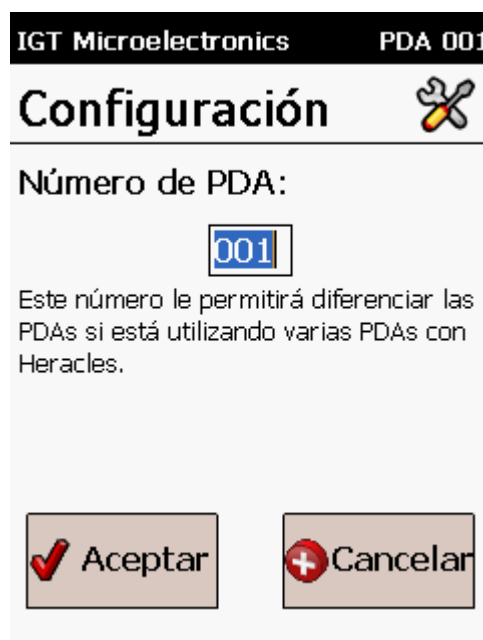 IGT Microelectronics PDA 001
Configuración
Número de PDA:
001
Este número le permitirá diferenciar las
PDAs si está utilizando varias PDAs con
Heracles.
Aceptar Cancelar